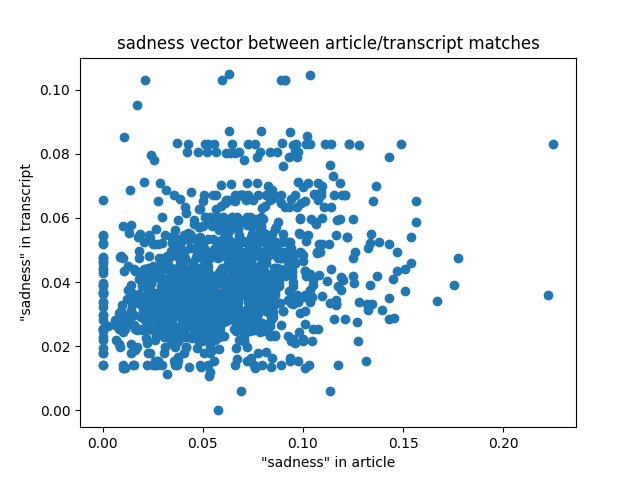 sadness vector between article/transcript matches
"sadness" in transcript
0.10
0.08
0.06
0.04
0.02
0.00
0.00 0.05 0.10 0.15 0.20
"sadness" in article